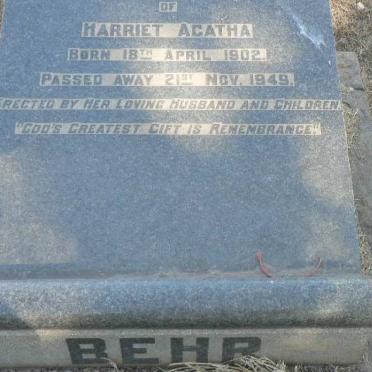 OF
HARRIET AGATHA
BORN 18TH APRIL 1902.
PASSED AWAY 21ST NOV. 1949.
ERECTED BY HER LOVING HUSBAND AND CHILDREN
"GOD'S GREATEST GIFT IS REMEMBRANCE"
BEHR